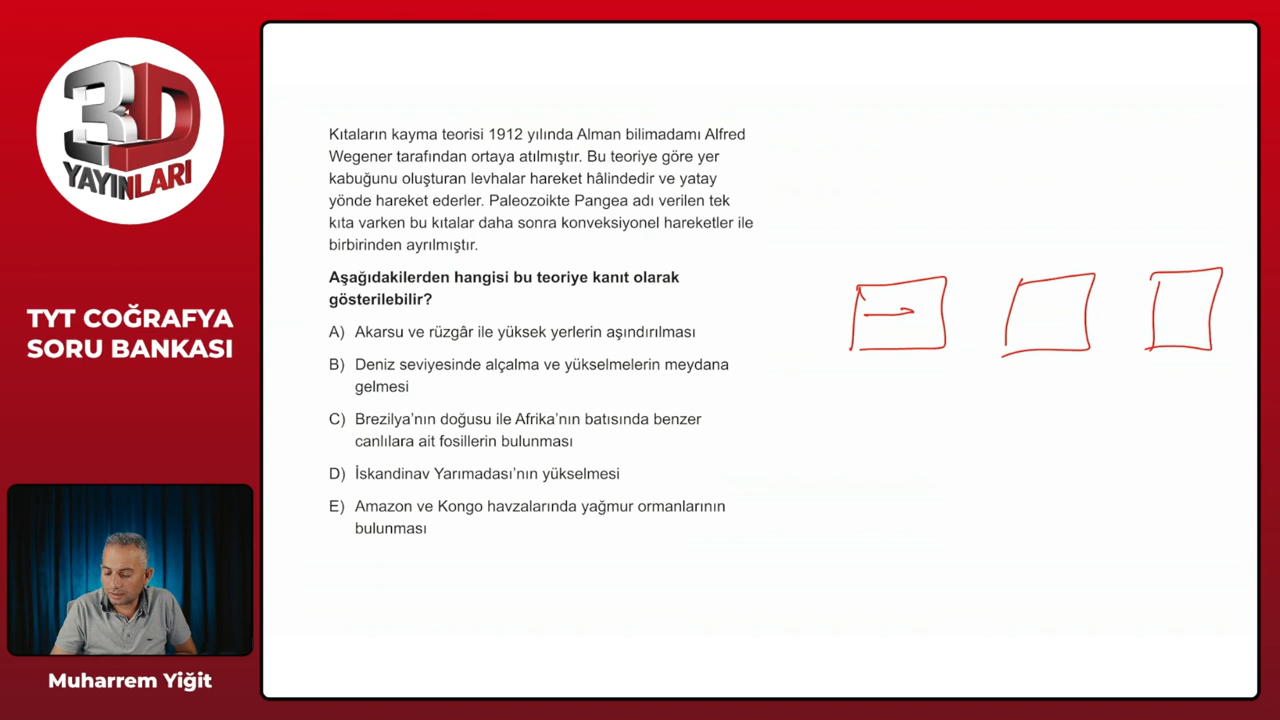 3D
YAYINLARI
TYT COĞRAFYA
SORU BANKASI
Muharrem Yiğit
Kıtaların kayma teorisi 1912 yılında Alman bilimadamı Alfred
Wegener tarafından ortaya atılmıştır. Bu teoriye göre yer
kabuğunu oluşturan levhalar hareket hâlindedir ve yatay
yönde hareket ederler. Paleozoikte Pangea adı verilen tek
kıta varken bu kıtalar daha sonra konveksiyonel hareketler ile
birbirinden ayrılmıştır.
Aşağıdakilerden hangisi bu teoriye kanıt olarak
gösterilebilir?
A) Akarsu ve rüzgâr ile yüksek yerlerin aşındırılması
B) Deniz seviyesinde alçalma ve yükselmelerin meydana
gelmesi
C) Brezilya’nın doğusu ile Afrika’nın batısında benzer
canlılara ait fosillerin bulunması
D) İskandinav Yarımadası’nın yükselmesi
E) Amazon ve Kongo havzalarında yağmur ormanlarının
bulunması